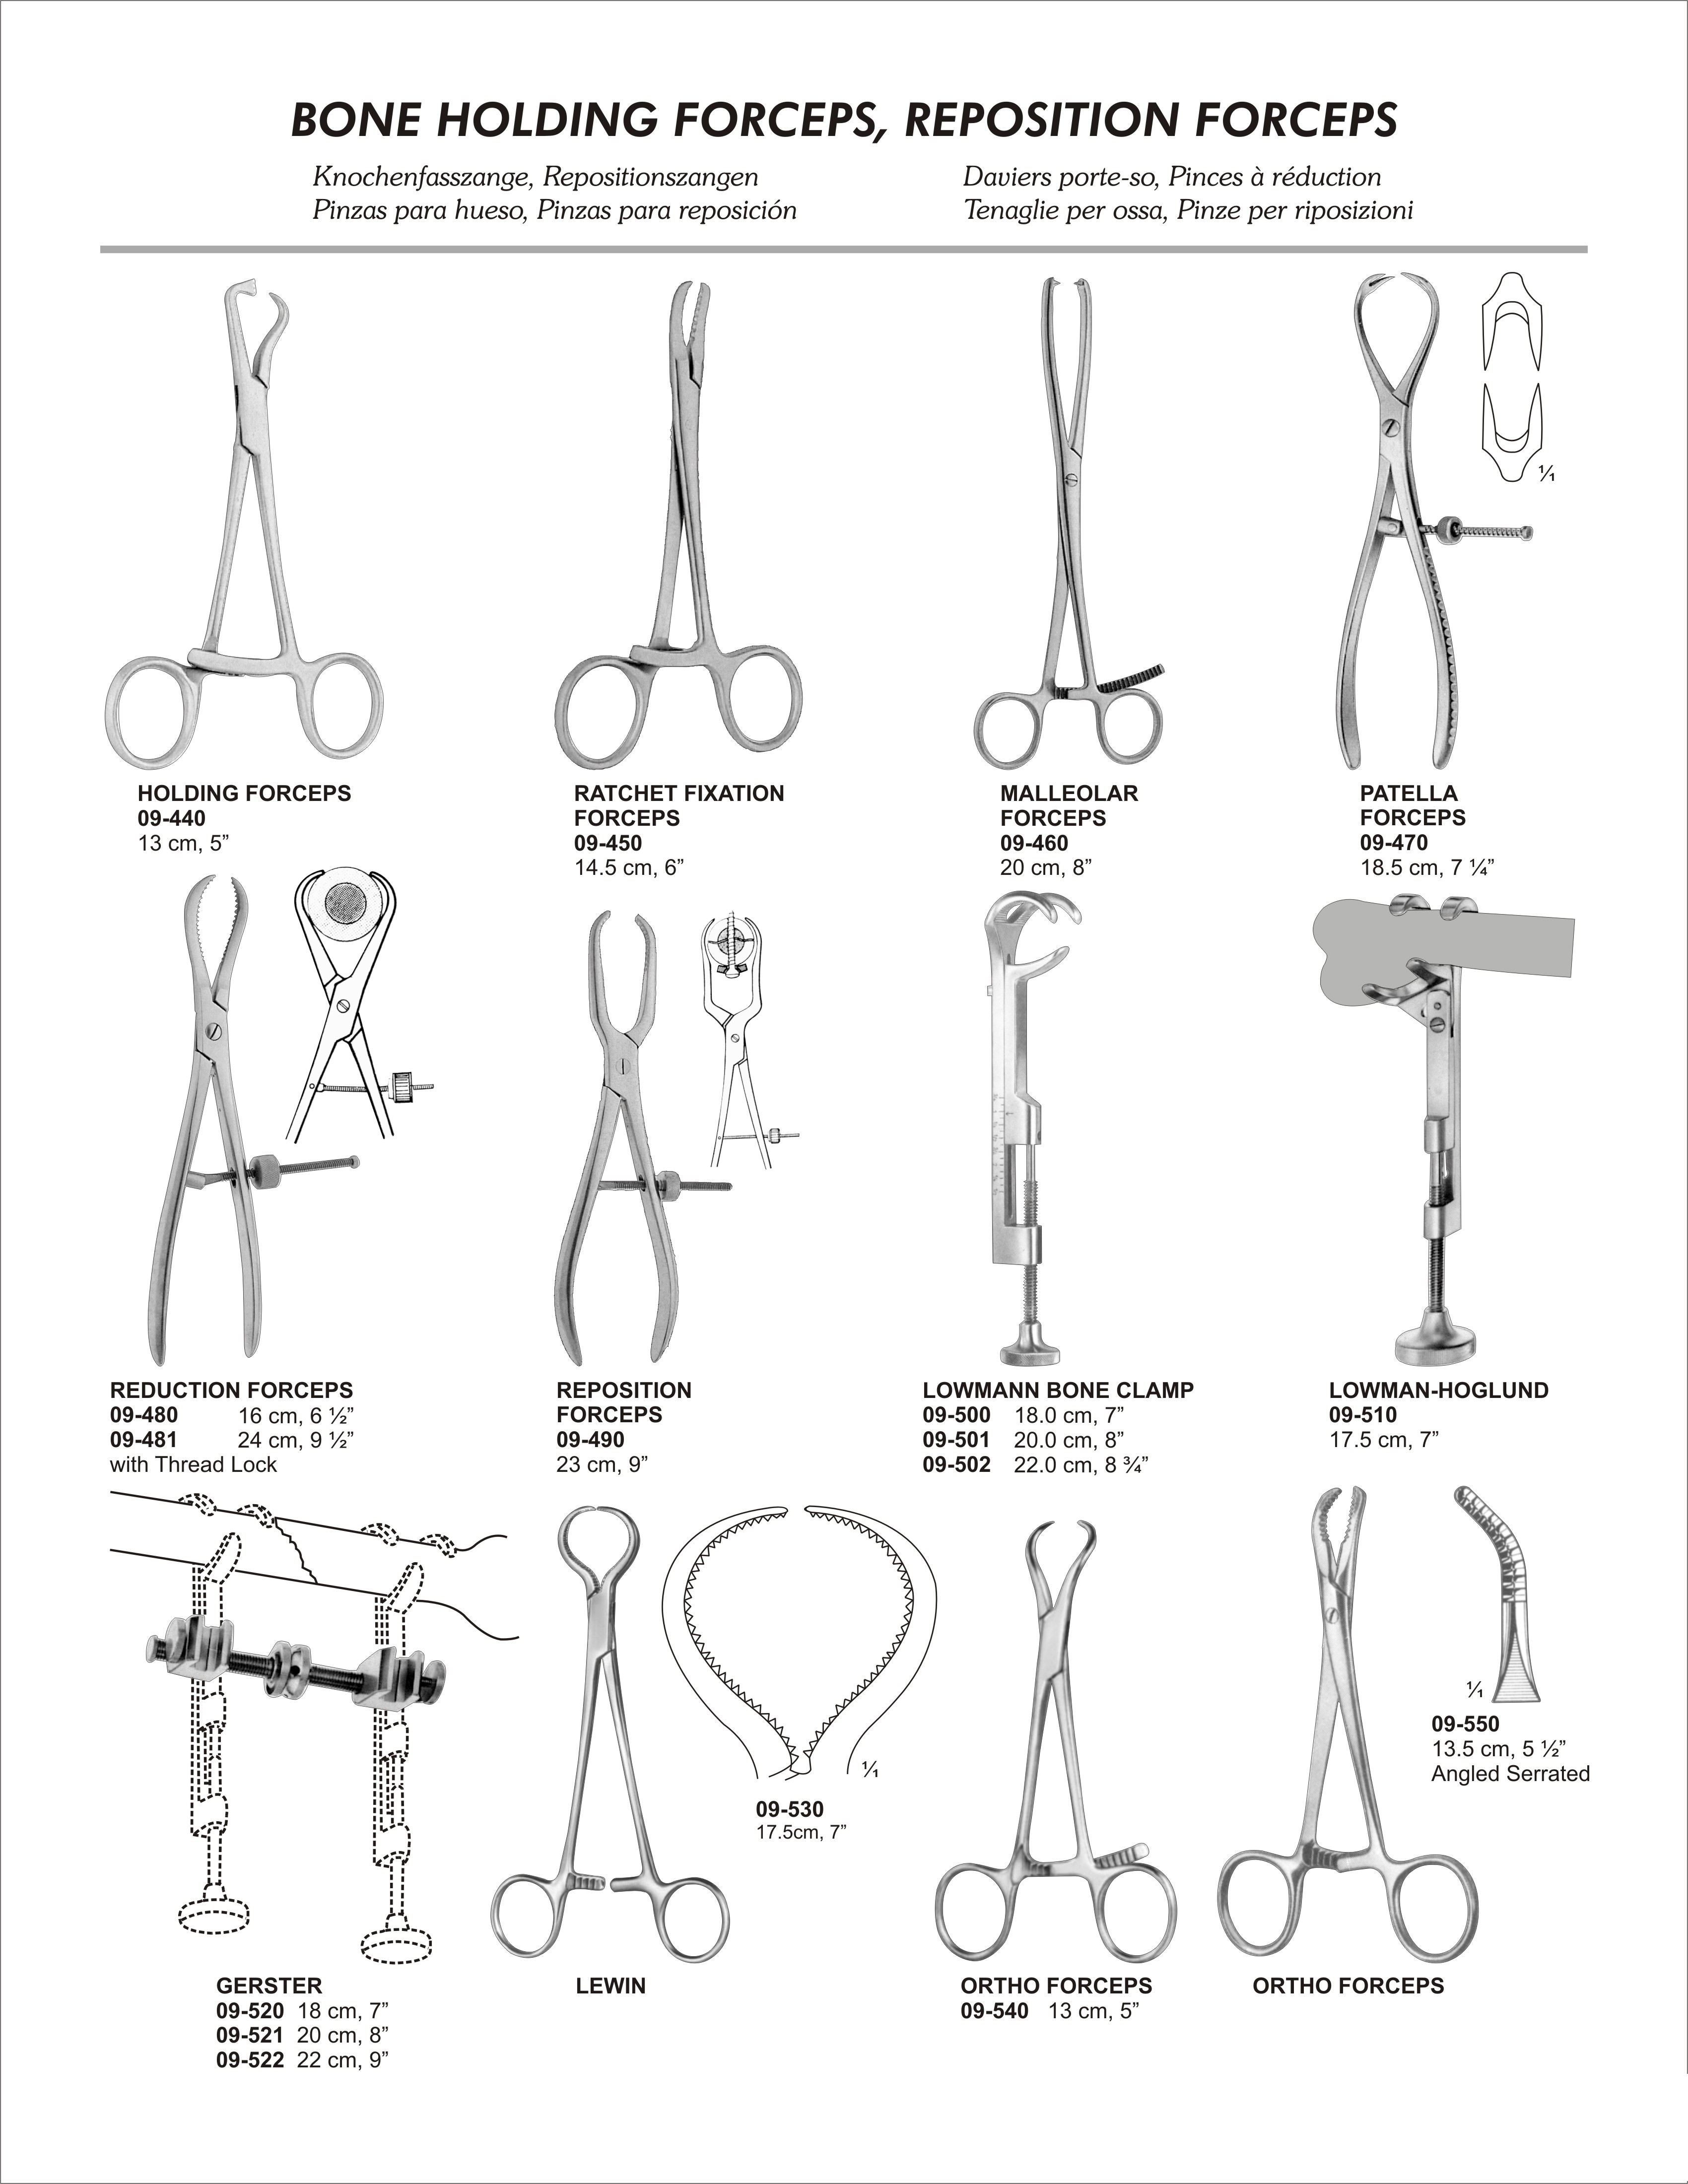 BONE HOLDING FORCEPS, REPOSITION FORCEPS
Knochenfasszange, Repositionszangen
Pinzas para hueso, Pinzas para reposición
Daviers porte-so, Pinces à réduction
Tenaglie per ossa, Pinze per riposizioni
1/1
HOLDING FORCEPS
09-440
13 cm, 5”
RATCHET FIXATION
FORCEPS
09-450
14.5 cm, 6”
MALLEOLAR
FORCEPS
09-460
20 cm, 8”
PATELLA
FORCEPS
09-470
18.5 cm, 7 ¼”
REDUCTION FORCEPS
09-480 16 cm, 6 ½”
09-481 24 cm, 9 ½”
with Thread Lock
REPOSITION
FORCEPS
09-490
23 cm, 9”
LOWMANN BONE CLAMP
09-500 18.0 cm, 7”
09-501 20.0 cm, 8”
09-502 22.0 cm, 8 ¾”
LOWMAN-HOGLUND
09-510
17.5 cm, 7”
GERSTER
09-520 18 cm, 7”
09-521 20 cm, 8”
09-522 22 cm, 9”
LEWIN
1/1
09-530
17.5cm, 7”
ORTHO FORCEPS
09-540 13 cm, 5”
ORTHO FORCEPS
1/1
09-550
13.5 cm, 5 ½”
Angled Serrated